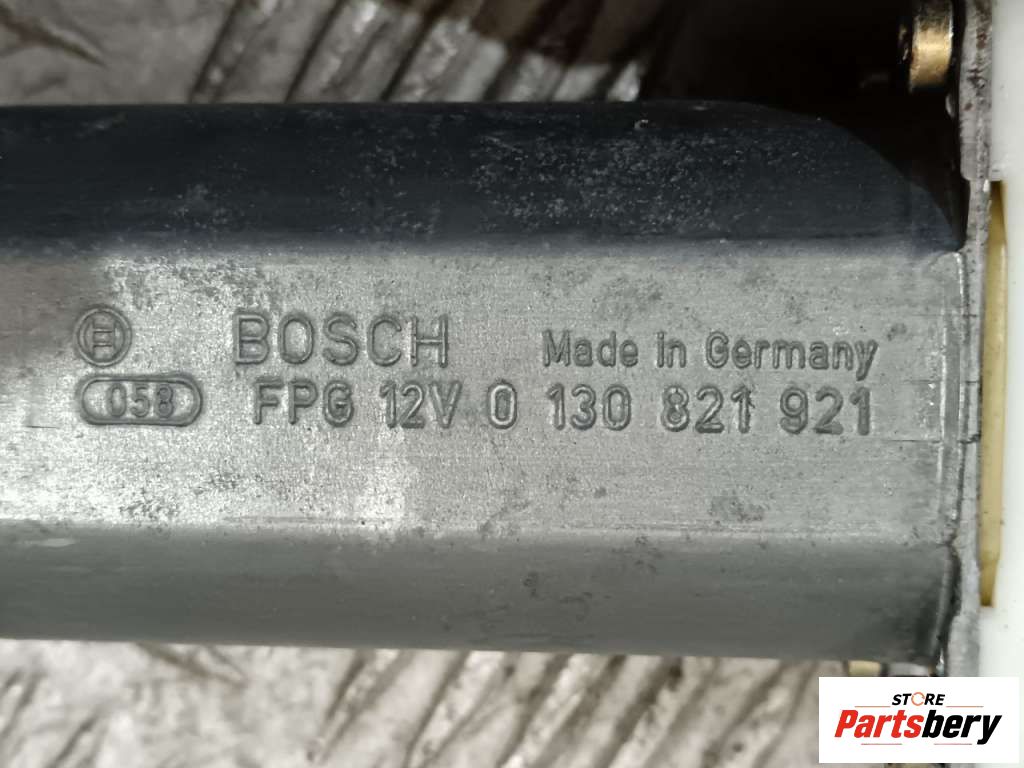 BOSCH Made in Germany
058 FPG 12V 0 130 821 921
STORE
Partsbery